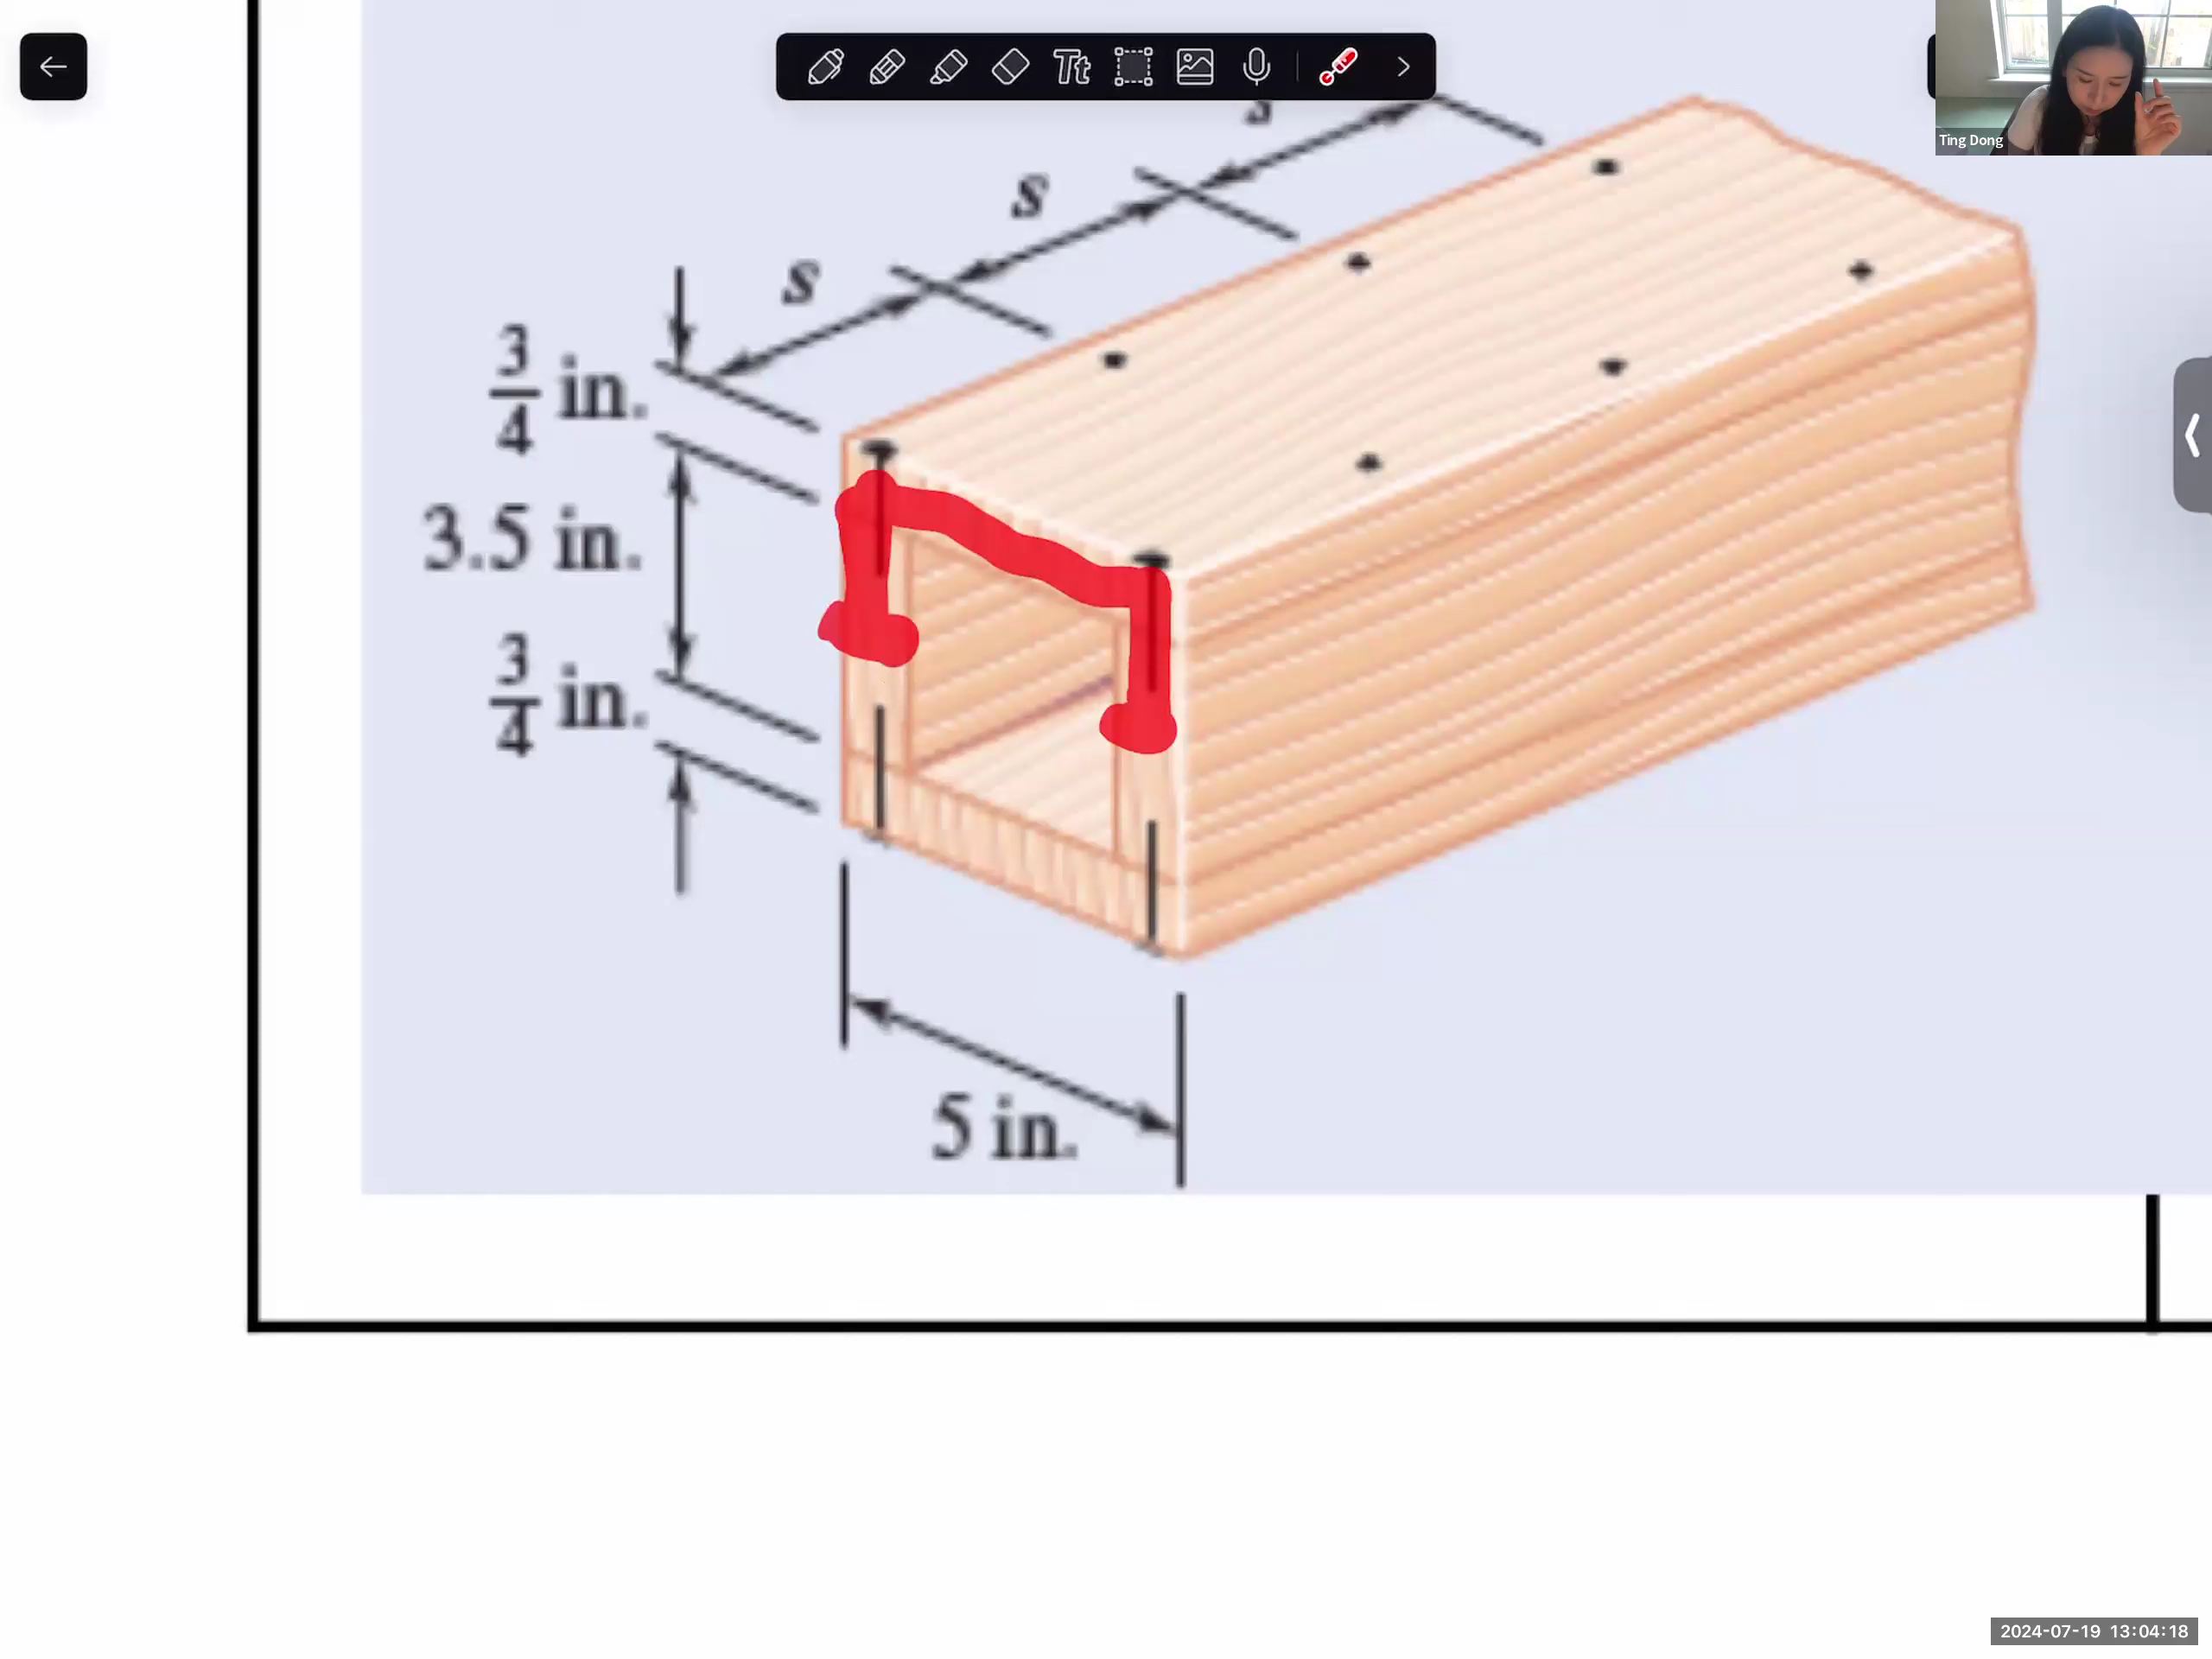 Tt
Ting Dong
s
s
s
3/4 in.
3.5 in.
3/4 in.
5 in.
2024-07-19 13:04:18